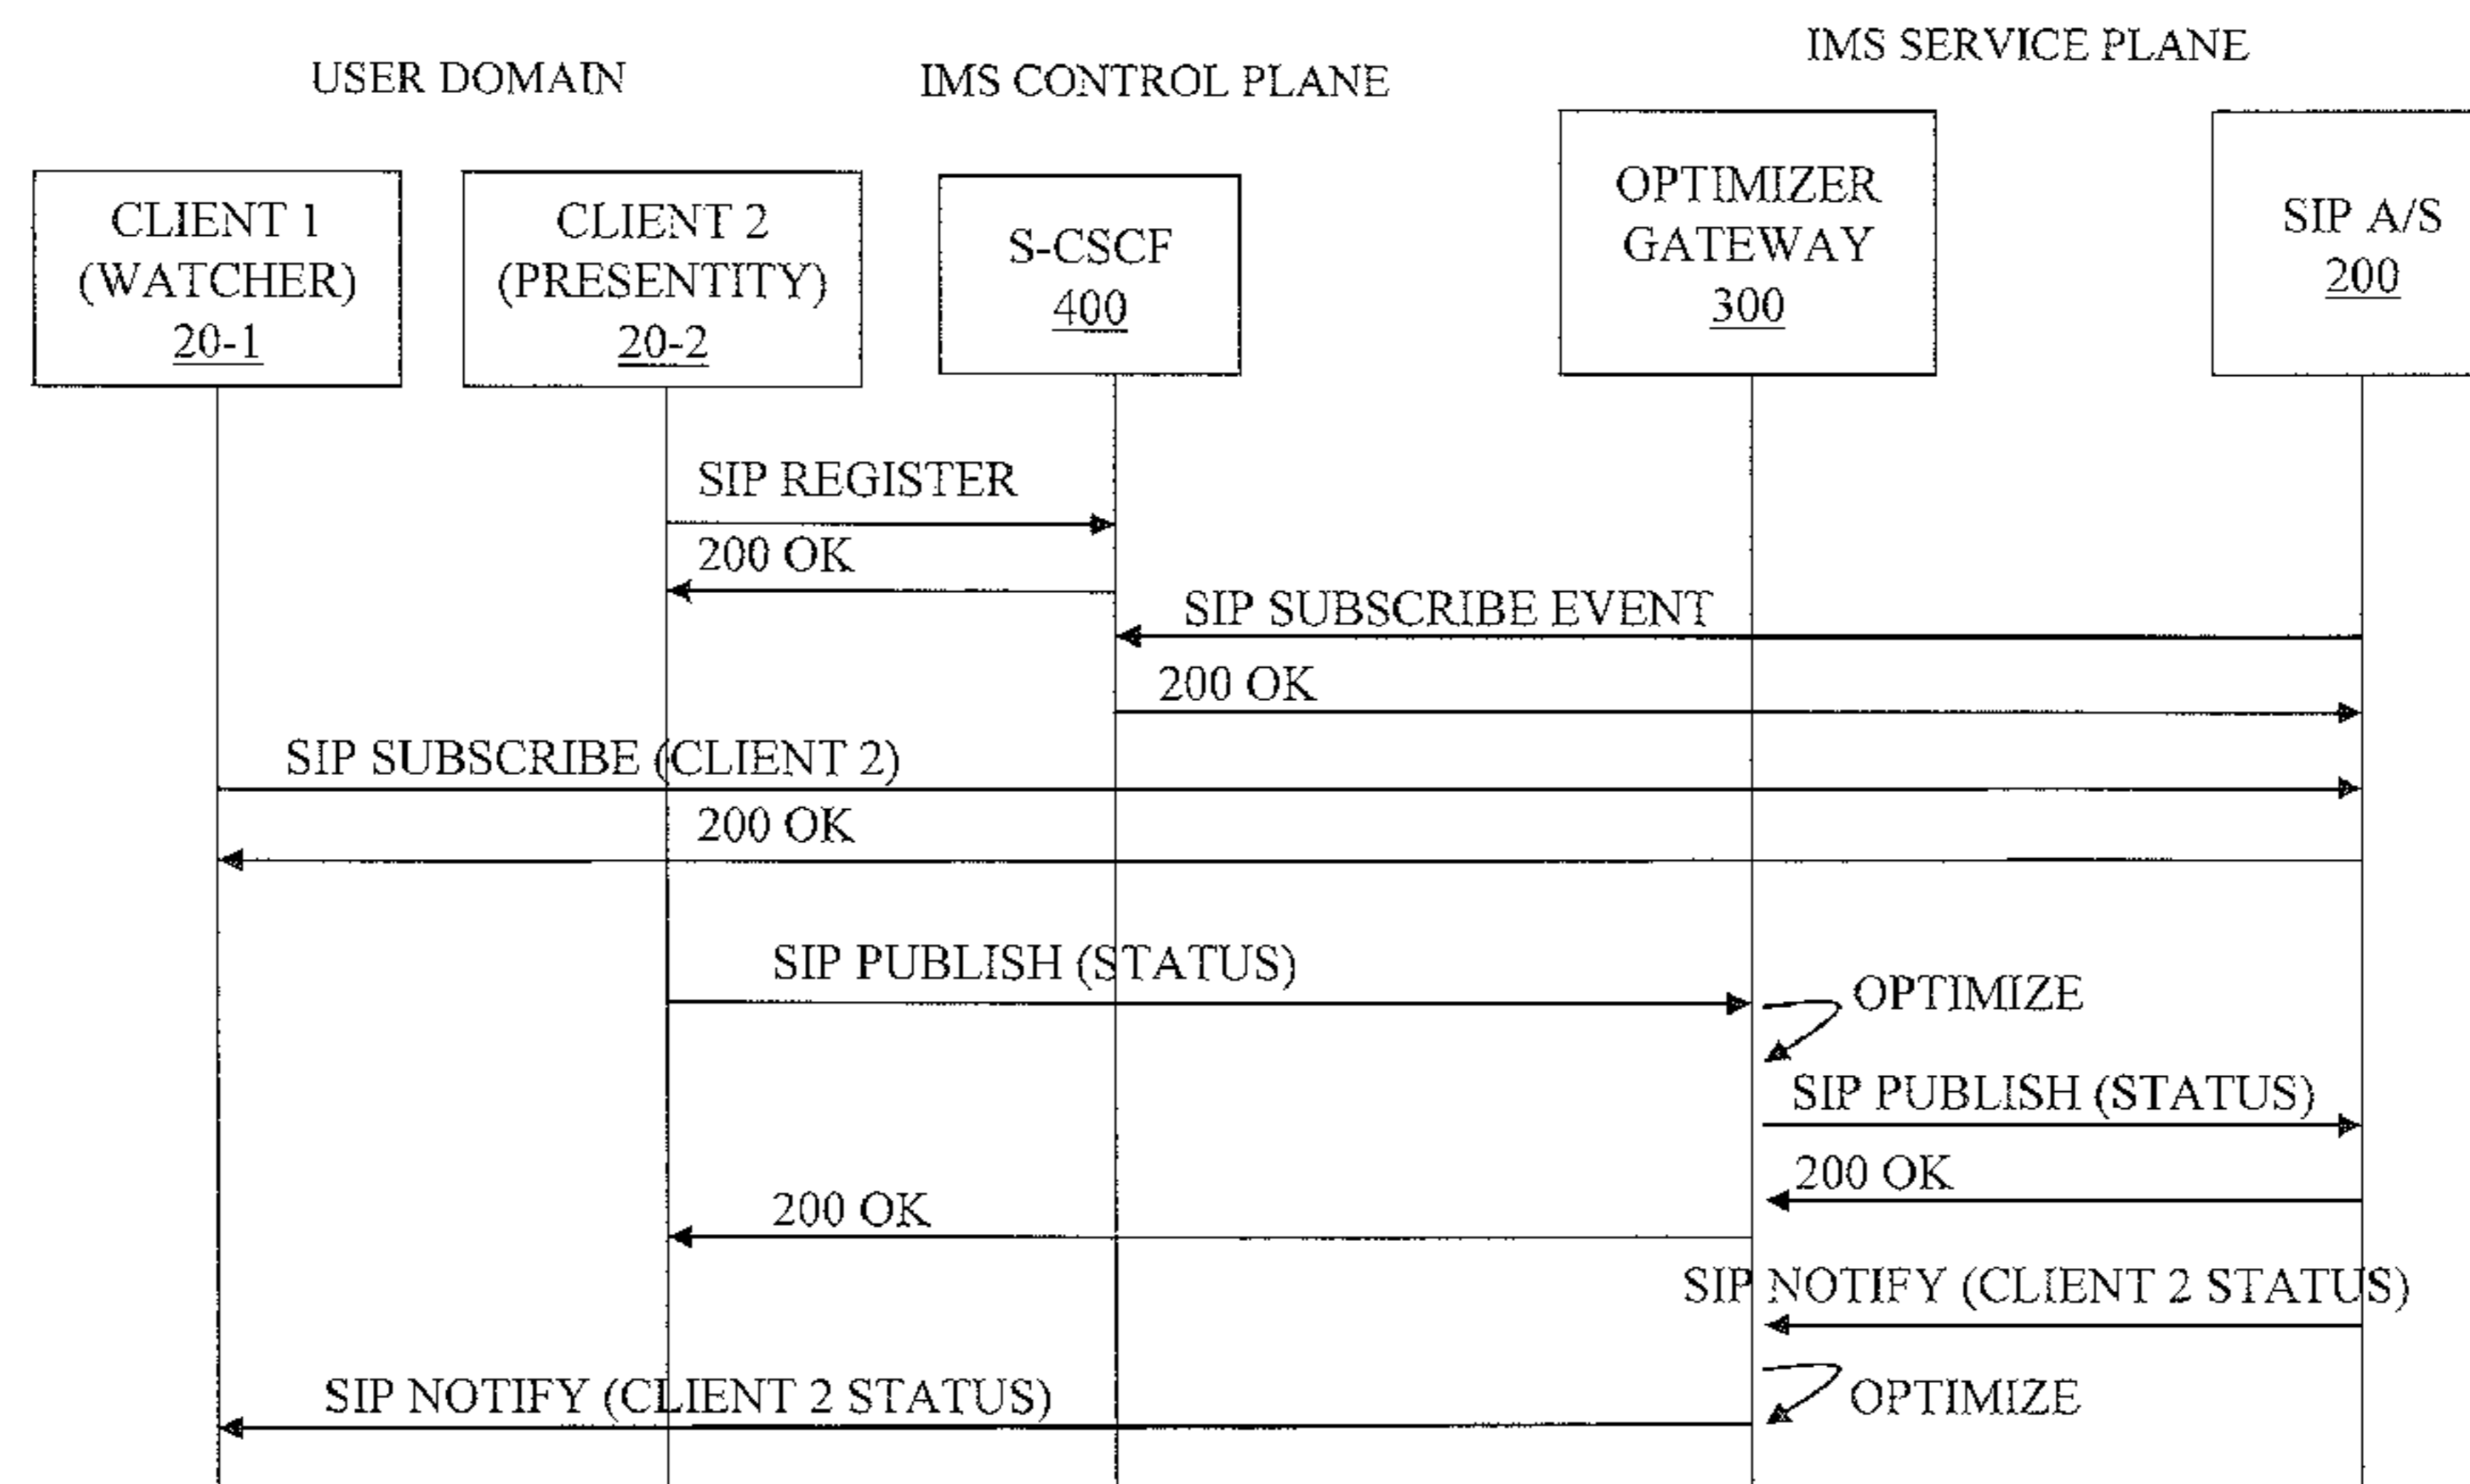 USER DOMAIN
IMS CONTROL PLANE
IMS SERVICE PLANE
CLIENT 1
(WATCHER)
20-1
CLIENT 2
(PRESENTITY)
20-2
S-CSCF
400
OPTIMIZER
GATEWAY
300
SIP A/S
200
SIP REGISTER
200 OK
SIP SUBSCRIBE EVENT
200 OK
SIP SUBSCRIBE (CLIENT 2)
200 OK
SIP PUBLISH (STATUS)
OPTIMIZE
SIP PUBLISH (STATUS)
200 OK
200 OK
SIP NOTIFY (CLIENT 2 STATUS)
OPTIMIZE
SIP NOTIFY (CLIENT 2 STATUS)